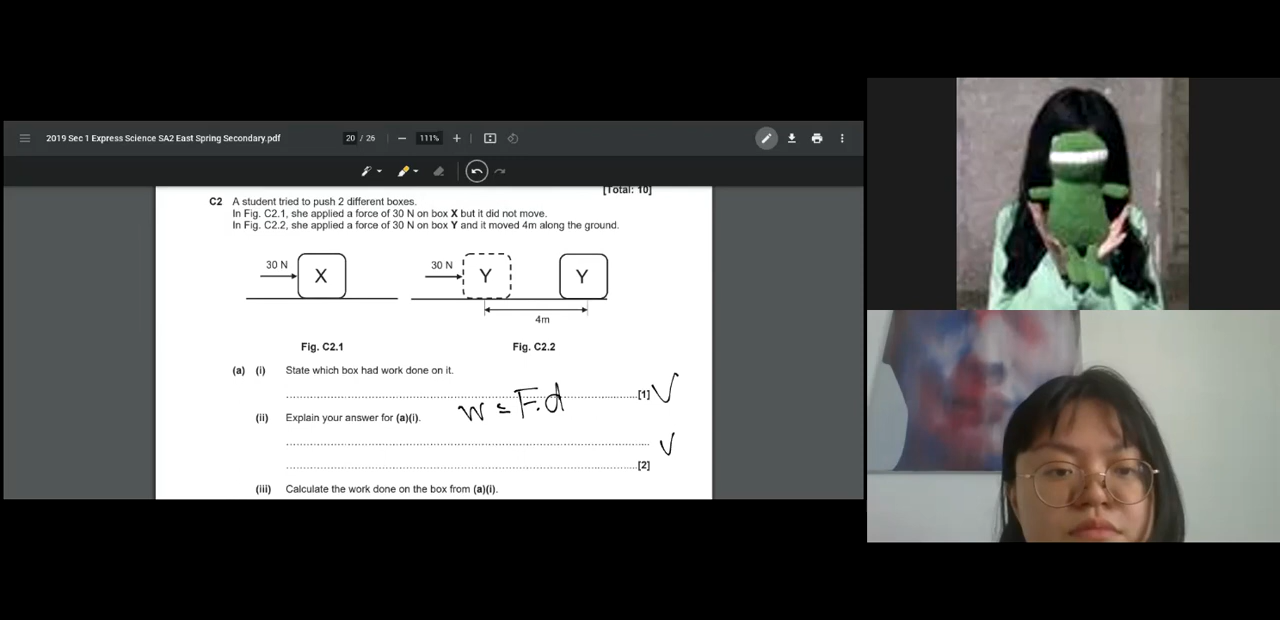 2019 Sec 1 Express Science SA2 East Spring Secondary.pdf
20 / 26
111%
[Total: 10]
C2 A student tried to push 2 different boxes.
In Fig. C2.1, she applied a force of 30 N on box X but it did not move.
In Fig. C2.2, she applied a force of 30 N on box Y and it moved 4m along the ground.
30 N X 30 N Y Y
4m
Fig. C2.1 Fig. C2.2
(a) (i) State which box had work done on it.
[1]
W = F.d
(ii) Explain your answer for (a)(i).
[2]
(iii) Calculate the work done on the box from (a)(i).